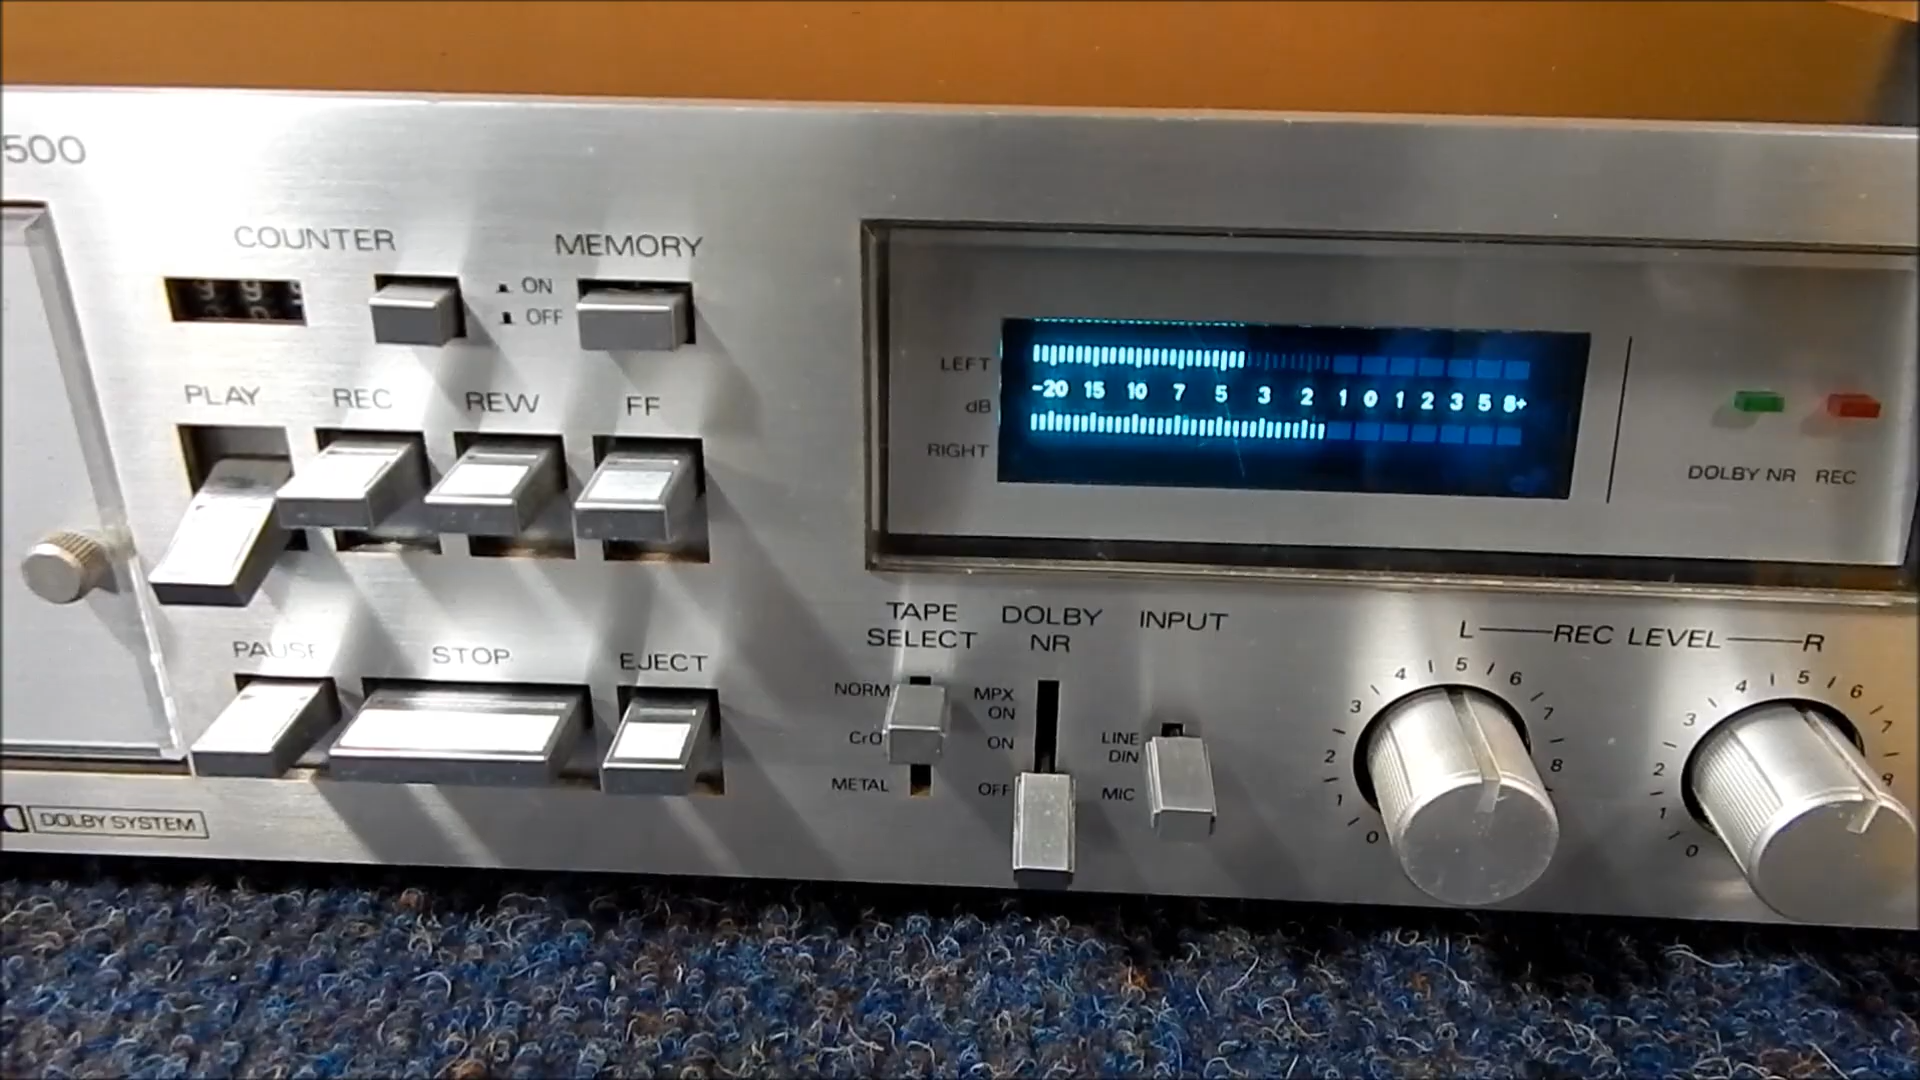 500
COUNTER
MEMORY
ON
OFF
PLAY
REC
REW
FF
PAUSE
STOP
EJECT
DOLBY SYSTEM
LEFT
dB
RIGHT
-20 15 10 7 5 3 2 1 0 1 2 3 5 8+
DOLBY NR
REC
TAPE
SELECT
NORM
CrO
METAL
DOLBY
NR
MPX
ON
ON
OFF
INPUT
LINE
DIN
MIC
L REC LEVEL R
0 1 2 3 4 5 6 7 8
0 1 2 3 4 5 6 7 8